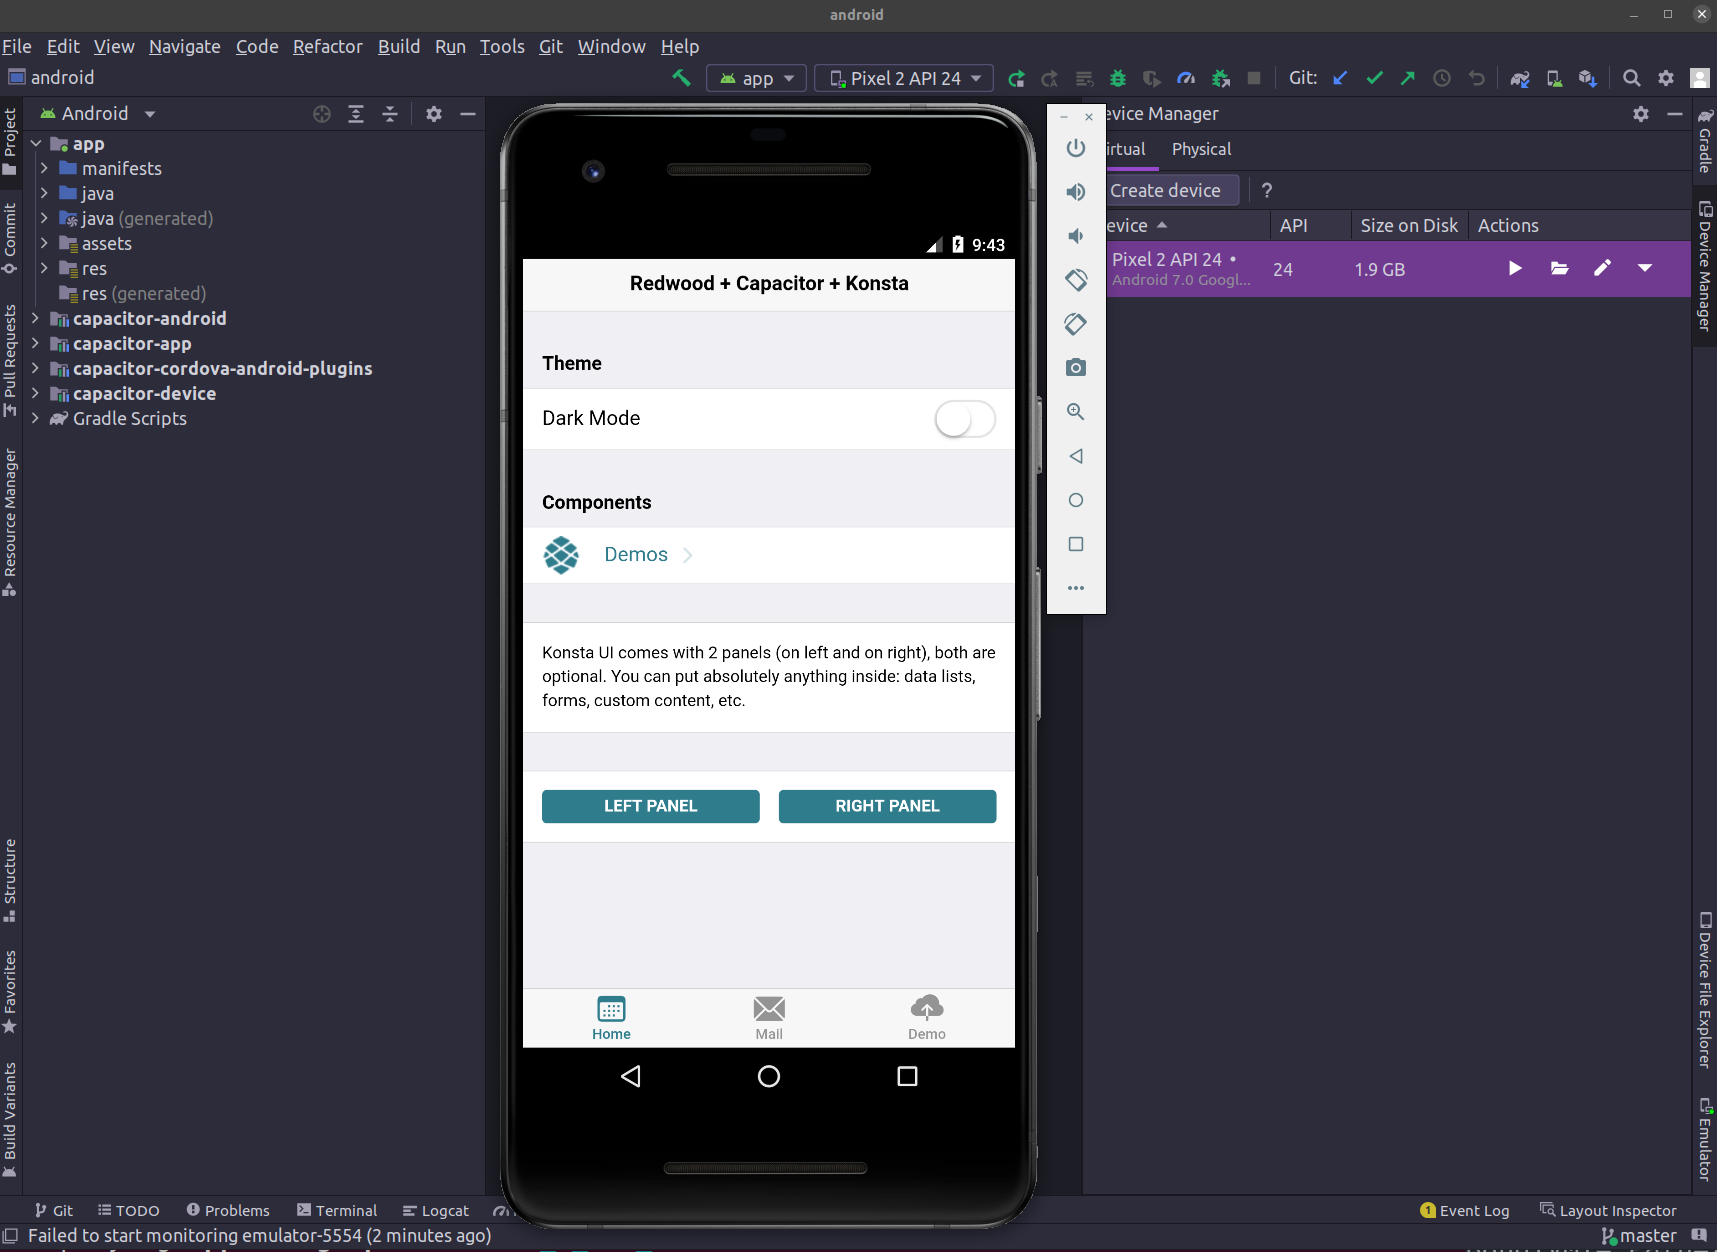 android
File Edit View Navigate Code Refactor Build Run Tools Git Window Help
android
app
Pixel 2 API 24
Git:
Project
Commit
Pull Requests
Resource Manager
Structure
Favorites
Build Variants
Android
app
manifests
java
java (generated)
assets
res
res (generated)
capacitor-android
capacitor-app
capacitor-cordova-android-plugins
capacitor-device
Gradle Scripts
9:43
Redwood + Capacitor + Konsta
Theme
Dark Mode
Components
Demos
Konsta UI comes with 2 panels (on left and on right), both are
optional. You can put absolutely anything inside: data lists,
forms, custom content, etc.
LEFT PANEL RIGHT PANEL
Home Mail Demo
evice Manager
irtual Physical
Create device ?
evice API Size on Disk Actions
Pixel 2 API 24 • 24 1.9 GB
Android 7.0 Googl...
Gradle
Device Manager
Device File Explorer
Emulator
Git TODO Problems Terminal Logcat
1 Event Log Layout Inspector
Failed to start monitoring emulator-5554 (2 minutes ago)
master